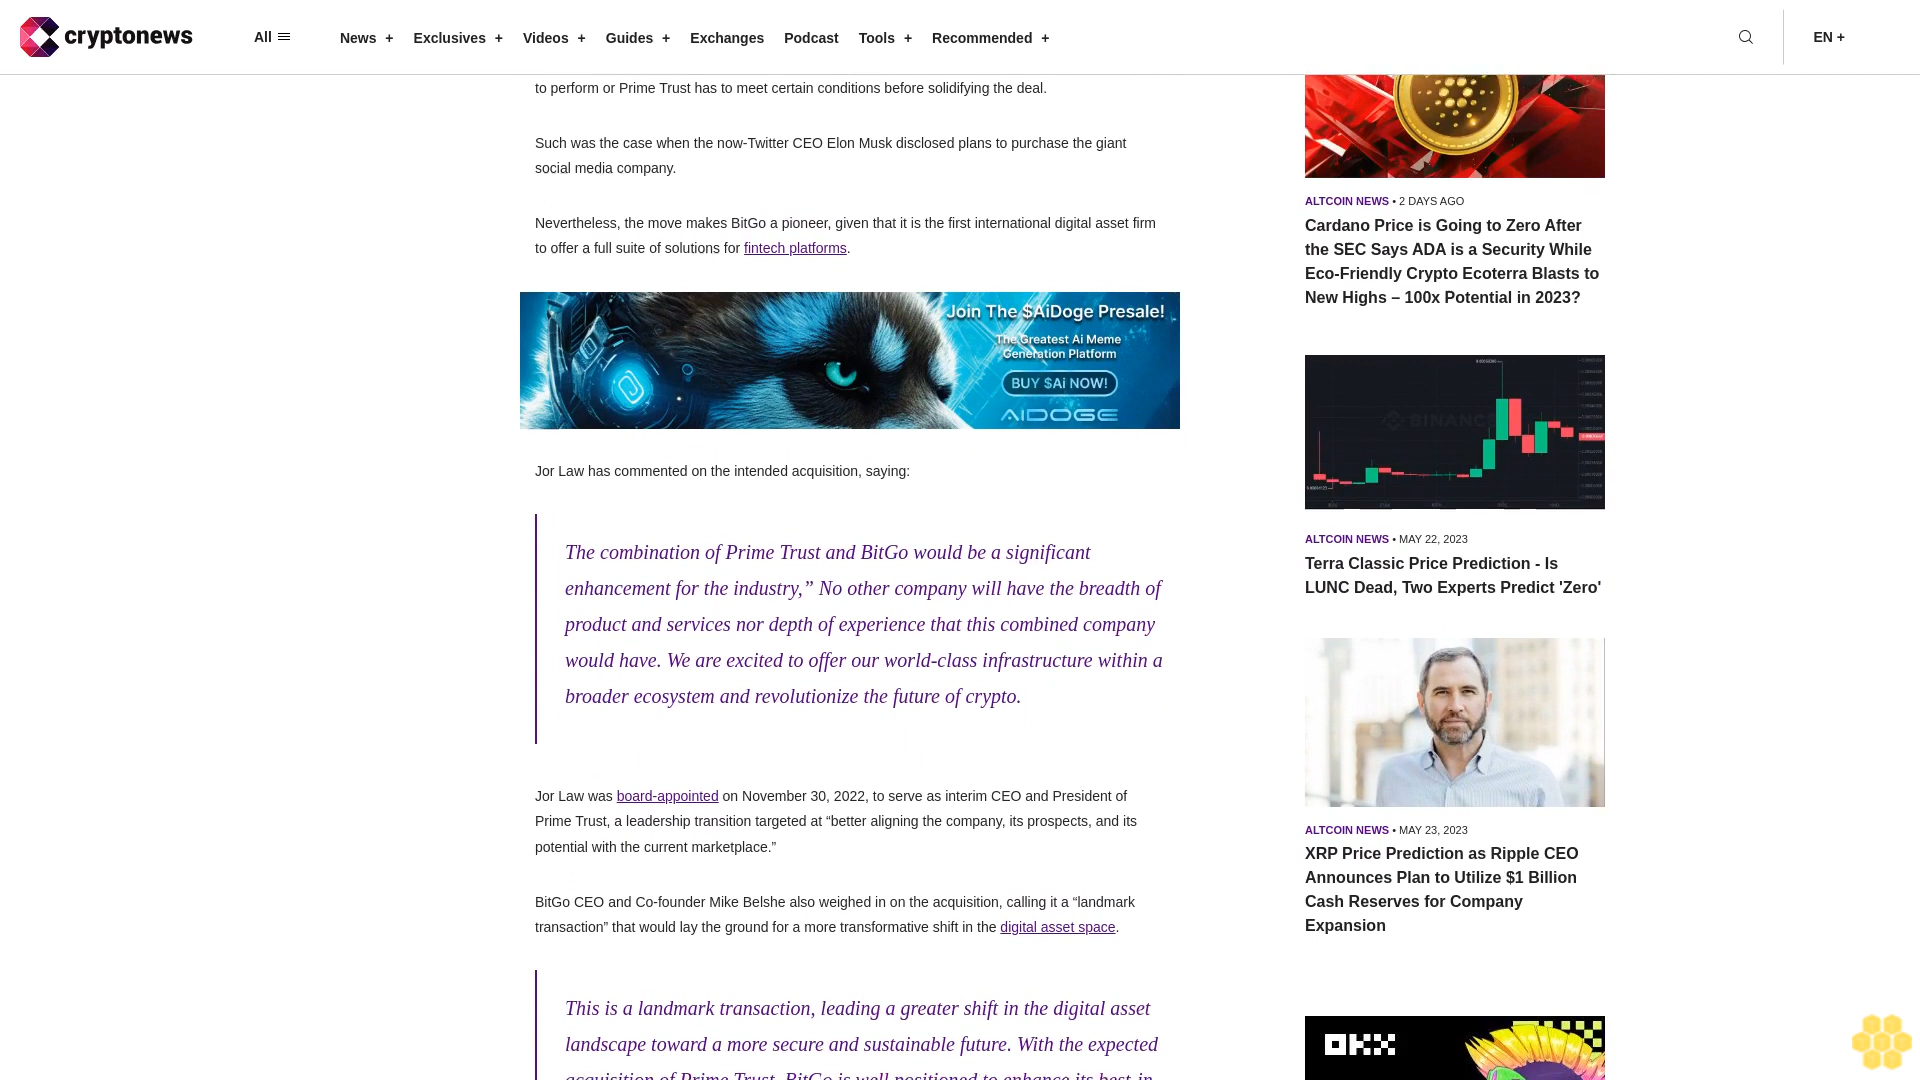 cryptonews
All
News +
Exclusives +
Videos +
Guides +
Exchanges
Podcast
Tools +
Recommended +
EN +
to perform or Prime Trust has to meet certain conditions before solidifying the deal.
Such was the case when the now-Twitter CEO Elon Musk disclosed plans to purchase the giant
social media company.
Nevertheless, the move makes BitGo a pioneer, given that it is the first international digital asset firm
to offer a full suite of solutions for fintech platforms.
Join The $AiDoge Presale!
The Greatest Ai Meme
Generation Platform
BUY $Ai NOW!
AIDOGE
Jor Law has commented on the intended acquisition, saying:
The combination of Prime Trust and BitGo would be a significant
enhancement for the industry,” No other company will have the breadth of
product and services nor depth of experience that this combined company
would have. We are excited to offer our world-class infrastructure within a
broader ecosystem and revolutionize the future of crypto.
Jor Law was board-appointed on November 30, 2022, to serve as interim CEO and President of
Prime Trust, a leadership transition targeted at “better aligning the company, its prospects, and its
potential with the current marketplace.”
BitGo CEO and Co-founder Mike Belshe also weighed in on the acquisition, calling it a “landmark
transaction” that would lay the ground for a more transformative shift in the digital asset space.
This is a landmark transaction, leading a greater shift in the digital asset
landscape toward a more secure and sustainable future. With the expected
acquisition of Prime Trust, BitGo is well positioned to enhance its best-in
ALTCOIN NEWS • 2 DAYS AGO
Cardano Price is Going to Zero After
the SEC Says ADA is a Security While
Eco-Friendly Crypto Ecoterra Blasts to
New Highs – 100x Potential in 2023?
BINANCE
ALTCOIN NEWS • MAY 22, 2023
Terra Classic Price Prediction - Is
LUNC Dead, Two Experts Predict 'Zero'
ALTCOIN NEWS • MAY 23, 2023
XRP Price Prediction as Ripple CEO
Announces Plan to Utilize $1 Billion
Cash Reserves for Company
Expansion
OKX